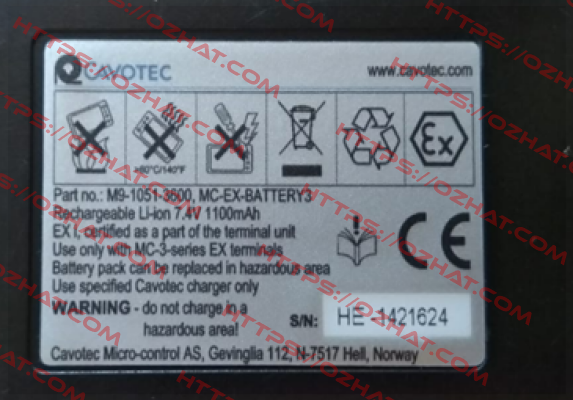 CAVOTEC
www.cavotec.com
>60°C/140°F
Ex
Part no.: M9-1051-3600, MC-EX-BATTERY3
Rechargeable Li-ion 7.4V 1100mAh
EX I, certified as a part of the terminal unit
Use only with MC-3-series EX terminals
Battery pack can be replaced in hazardous area
Use specified Cavotec charger only
WARNING - do not charge in a
hazardous area!
S/N: HE 1421624
Cavotec Micro-control AS, Gevinglia 112, N-7517 Hell, Norway
CE
HTTPS://OZHAT.COM